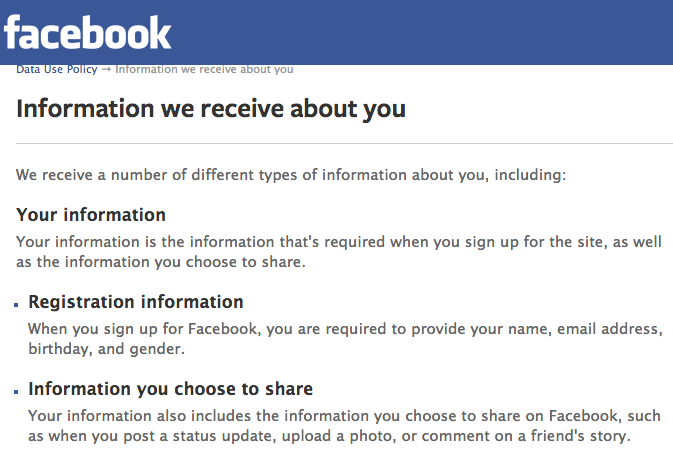 facebook
Data Use Policy → Information we receive about you
Information we receive about you
We receive a number of different types of information about you, including:
Your information
Your information is the information that's required when you sign up for the site, as well
as the information you choose to share.
Registration information
When you sign up for Facebook, you are required to provide your name, email address,
birthday, and gender.
Information you choose to share
Your information also includes the information you choose to share on Facebook, such
as when you post a status update, upload a photo, or comment on a friend's story.